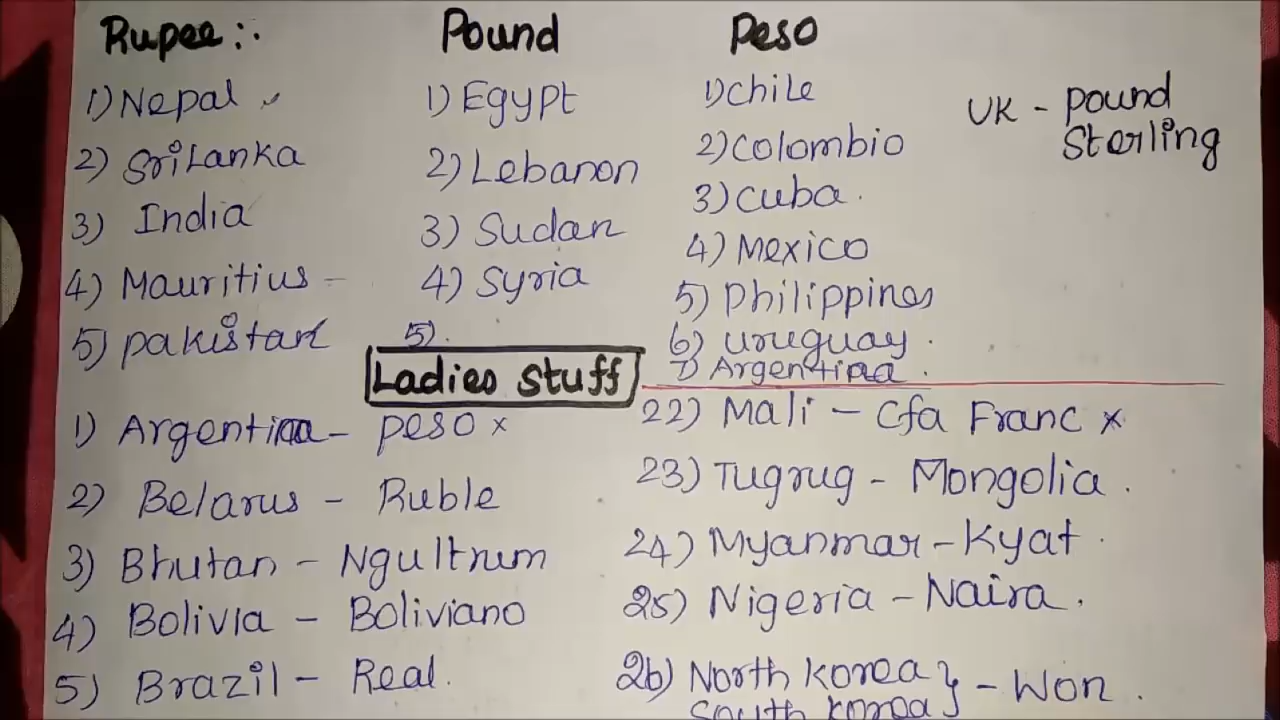 Rupee :·
1) Nepal
2) SriLanka
3) India
4) Mauritius -
5) pakistan
Pound
1) Egypt
2) Lebanon
3) Sudan
4) Syria
5).
Peso
1) chile
2) Colombio
3) Cuba.
4) Mexico
5) Philippines
6) uruguay.
7) Argentina.
UK - pound
Sterling
Ladies stuff
1) Argentina - peso x
2) Belarus - Ruble
3) Bhutan - Ngultrum
4) Bolivia - Boliviano
5) Brazil - Real.
22) Mali - Cfa Franc x
23) Tugrug - Mongolia.
24) Myanmar - Kyat.
25) Nigeria - Naira.
26) North korea } - Won.
South korea